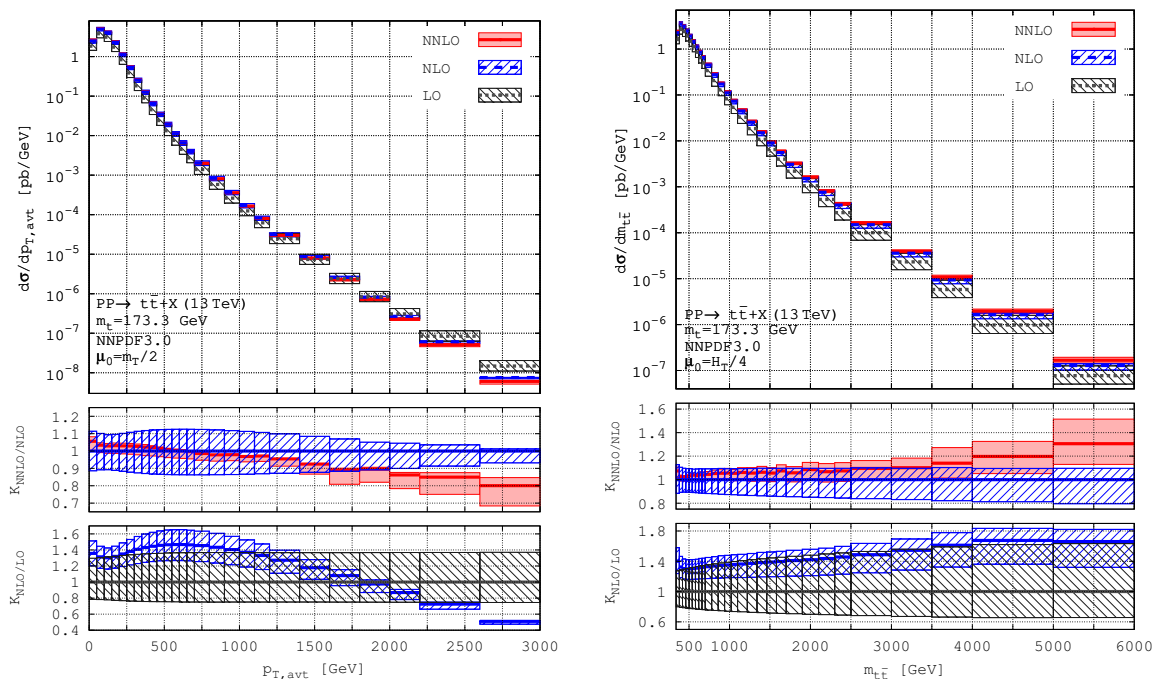 dσ/dp_T,avt [pb/GeV]
1
10^-1
10^-2
10^-3
10^-4
10^-5
10^-6
10^-7
10^-8
NNLO
NLO
LO
PP→ tt̄+X (13 TeV)
m_t=173.3 GeV
NNPDF3.0
μ_0=m_T/2
K_NNLO/NLO
1.2
1.1
1
0.9
0.8
0.7
K_NLO/LO
1.6
1.4
1.2
1
0.8
0.6
0.4
0 500 1000 1500 2000 2500 3000
p_T,avt [GeV]
dσ/dm_tt̄ [pb/GeV]
1
10^-1
10^-2
10^-3
10^-4
10^-5
10^-6
10^-7
NNLO
NLO
LO
PP→ tt̄+X (13 TeV)
m_t=173.3 GeV
NNPDF3.0
μ_0=H_T/4
K_NNLO/NLO
1.6
1.4
1.2
1
0.8
K_NLO/LO
1.8
1.4
1
0.6
500 1000 2000 3000 4000 5000 6000
m_tt̄ [GeV]